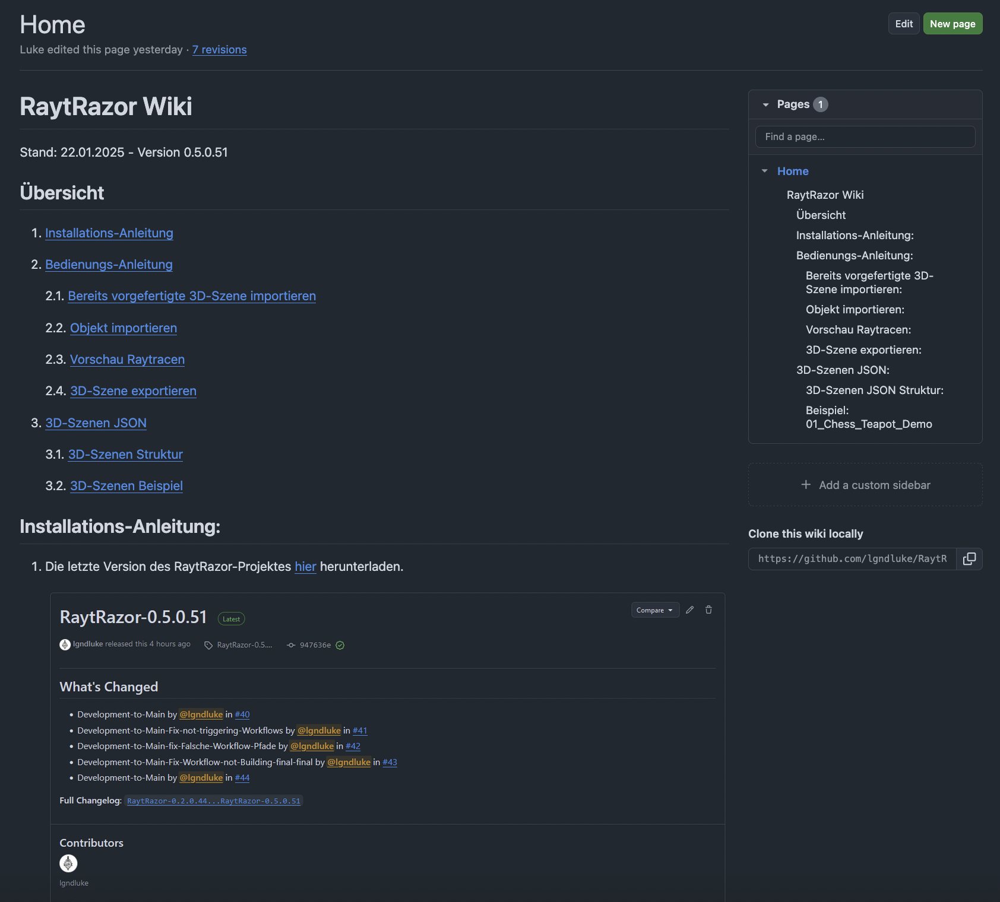 Home
Edit
New page
Luke edited this page yesterday · 7 revisions
RaytRazor Wiki
Stand: 22.01.2025 - Version 0.5.0.51
Übersicht
1. Installations-Anleitung
2. Bedienungs-Anleitung
2.1. Bereits vorgefertigte 3D-Szene importieren
2.2. Objekt importieren
2.3. Vorschau Raytracen
2.4. 3D-Szene exportieren
3. 3D-Szenen JSON
3.1. 3D-Szenen Struktur
3.2. 3D-Szenen Beispiel
Installations-Anleitung:
1. Die letzte Version des RaytRazor-Projektes hier herunterladen.
RaytRazor-0.5.0.51 Latest
Compare
lgndluke released this 4 hours ago RaytRazor-0.5.... 947636e
What's Changed
• Development-to-Main by @lgndluke in #40
• Development-to-Main-Fix-not-triggering-Workflows by @lgndluke in #41
• Development-to-Main-fix-Falsche-Workflow-Pfade by @lgndluke in #42
• Development-to-Main-Fix-Workflow-not-Building-final-final by @lgndluke in #43
• Development-to-Main by @lgndluke in #44
Full Changelog: RaytRazor-0.2.0.44...RaytRazor-0.5.0.51
Contributors
lgndluke
Pages 1
Find a page...
Home
RaytRazor Wiki
Übersicht
Installations-Anleitung:
Bedienungs-Anleitung:
Bereits vorgefertigte 3D-
Szene importieren:
Objekt importieren:
Vorschau Raytracen:
3D-Szene exportieren:
3D-Szenen JSON:
3D-Szenen JSON Struktur:
Beispiel:
01_Chess_Teapot_Demo
+ Add a custom sidebar
Clone this wiki locally
https://github.com/lgndluke/RaytR